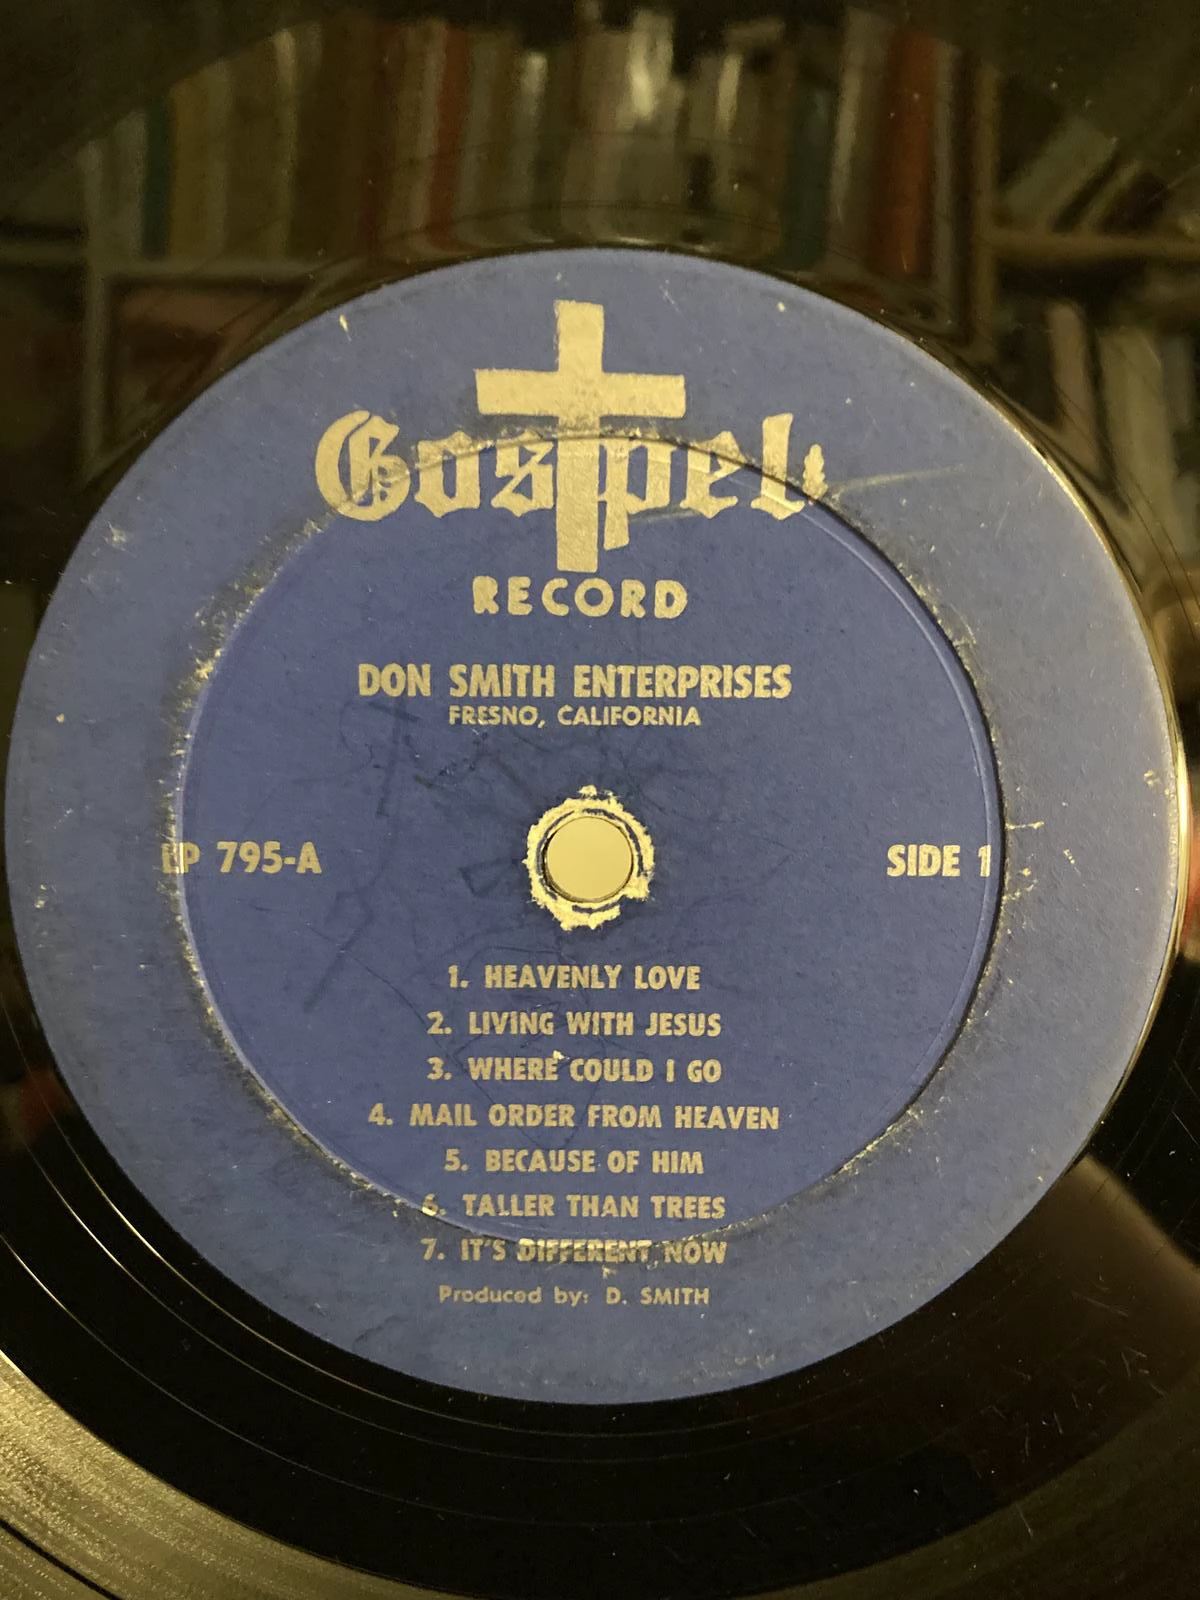 Gospel
RECORD
DON SMITH ENTERPRISES
FRESNO, CALIFORNIA
LP 795-A
SIDE 1
1. HEAVENLY LOVE
2. LIVING WITH JESUS
3. WHERE COULD I GO
4. MAIL ORDER FROM HEAVEN
5. BECAUSE OF HIM
6. TALLER THAN TREES
7. IT'S DIFFERENT NOW
Produced by: D. SMITH